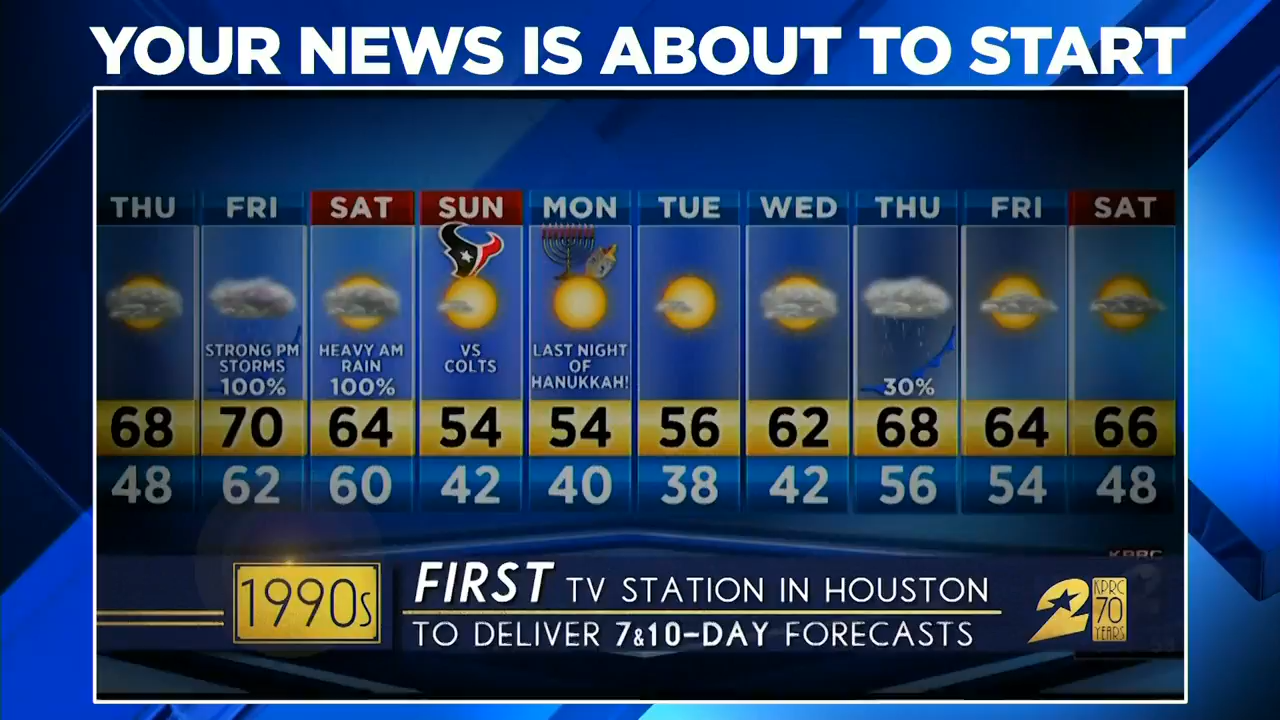 YOUR NEWS IS ABOUT TO START
THU FRI SAT SUN MON TUE WED THU FRI SAT
STRONG PM STORMS 100%
HEAVY AM RAIN 100%
VS COLTS
LAST NIGHT OF HANUKKAH!
30%
68 70 64 54 54 56 62 68 64 66
48 62 60 42 40 38 42 56 54 48
KPRC
1990s
FIRST TV STATION IN HOUSTON
TO DELIVER 7&10-DAY FORECASTS
2
KPRC
70
YEARS